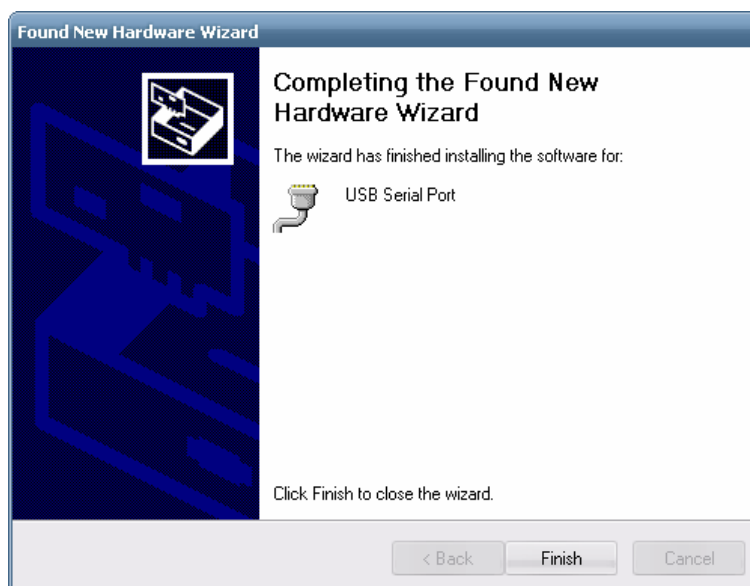 Found New Hardware Wizard
Completing the Found New
Hardware Wizard
The wizard has finished installing the software for:
USB Serial Port
Click Finish to close the wizard.
< Back
Finish
Cancel